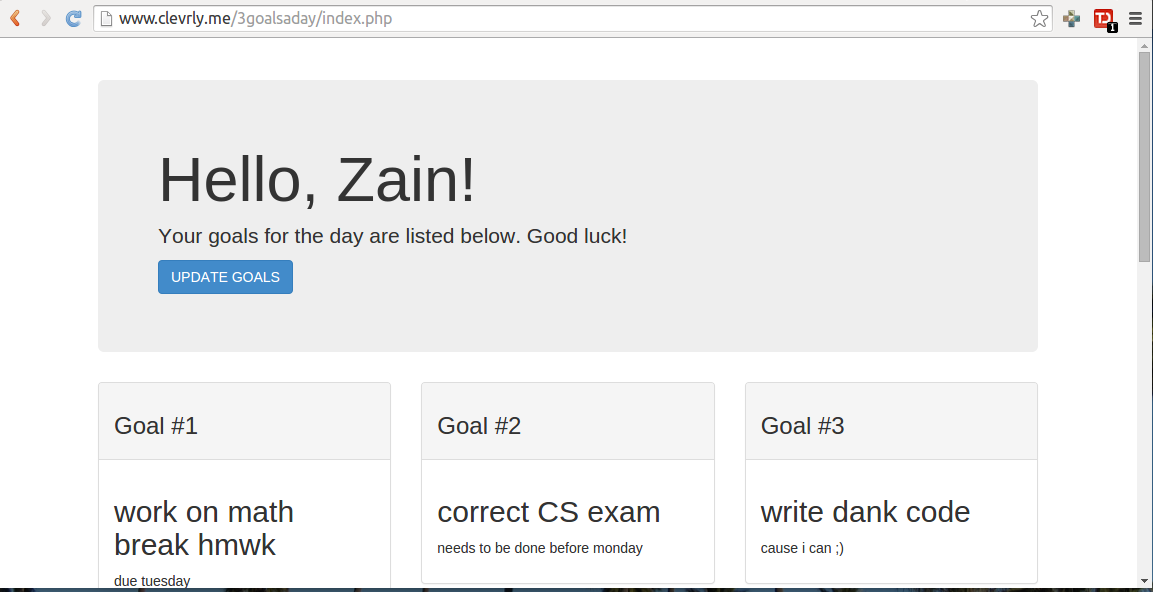 www.clevrly.me/3goalsaday/index.php
TD
1
Hello, Zain!
Your goals for the day are listed below. Good luck!
UPDATE GOALS
Goal #1
work on math
break hmwk
due tuesday
Goal #2
correct CS exam
needs to be done before monday
Goal #3
write dank code
cause i can ;)